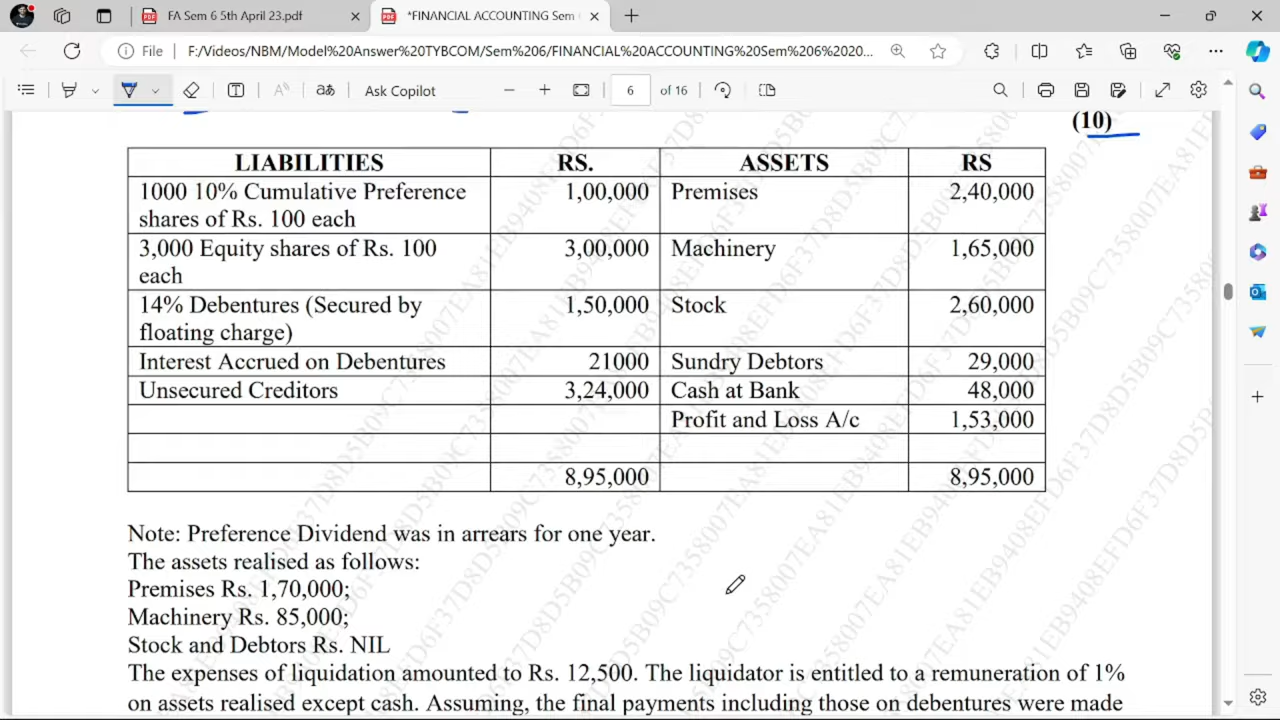 FA Sem 6 5th April 23.pdf
*FINANCIAL ACCOUNTING Sem
File
F:/Videos/NBM/Model%20Answer%20TYBCOM/Sem%206/FINANCIAL%20ACCOUNTING%20Sem%206%2020...
Ask Copilot
6 of 16
(10)
LIABILITIES RS. ASSETS RS
1000 10% Cumulative Preference 1,00,000 Premises 2,40,000
shares of Rs. 100 each
3,000 Equity shares of Rs. 100 3,00,000 Machinery 1,65,000
each
14% Debentures (Secured by 1,50,000 Stock 2,60,000
floating charge)
Interest Accrued on Debentures 21000 Sundry Debtors 29,000
Unsecured Creditors 3,24,000 Cash at Bank 48,000
Profit and Loss A/c 1,53,000
8,95,000 8,95,000
Note: Preference Dividend was in arrears for one year.
The assets realised as follows:
Premises Rs. 1,70,000;
Machinery Rs. 85,000;
Stock and Debtors Rs. NIL
The expenses of liquidation amounted to Rs. 12,500. The liquidator is entitled to a remuneration of 1%
on assets realised except cash. Assuming, the final payments including those on debentures were made